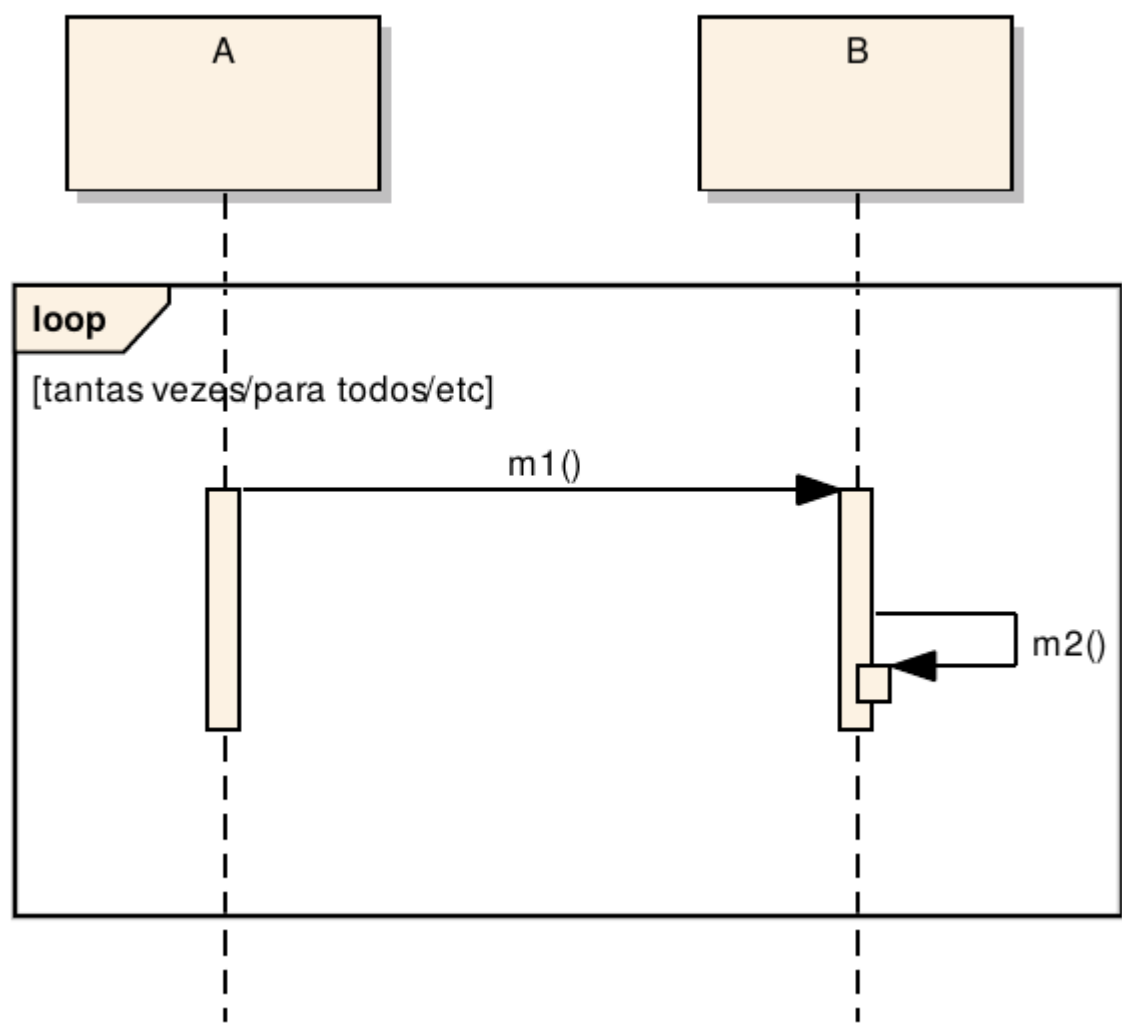 A
B
loop
[tantas vezes/para todos/etc]
m1()
m2()